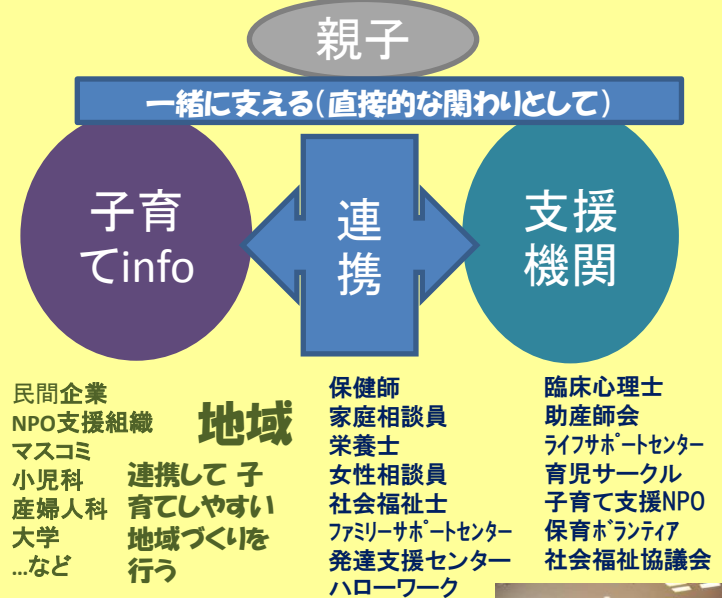 親子
一緒に支える(直接的な関わりとして)
子育
てinfo
連
携
支援
機関
民間企業
NPO支援組織
マスコミ
小児科
産婦人科
大学
...など
地域
連携して 子
育てしやすい
地域づくりを
行う
保健師
家庭相談員
栄養士
女性相談員
社会福祉士
ﾌｧﾐﾘｰｻﾎﾟｰﾄｾﾝﾀｰ
発達支援センター
ハローワーク
臨床心理士
助産師会
ﾗｲﾌｻﾎﾟｰﾄｾﾝﾀｰ
育児サークル
子育て支援NPO
保育ﾎﾞﾗﾝﾃｨｱ
社会福祉協議会